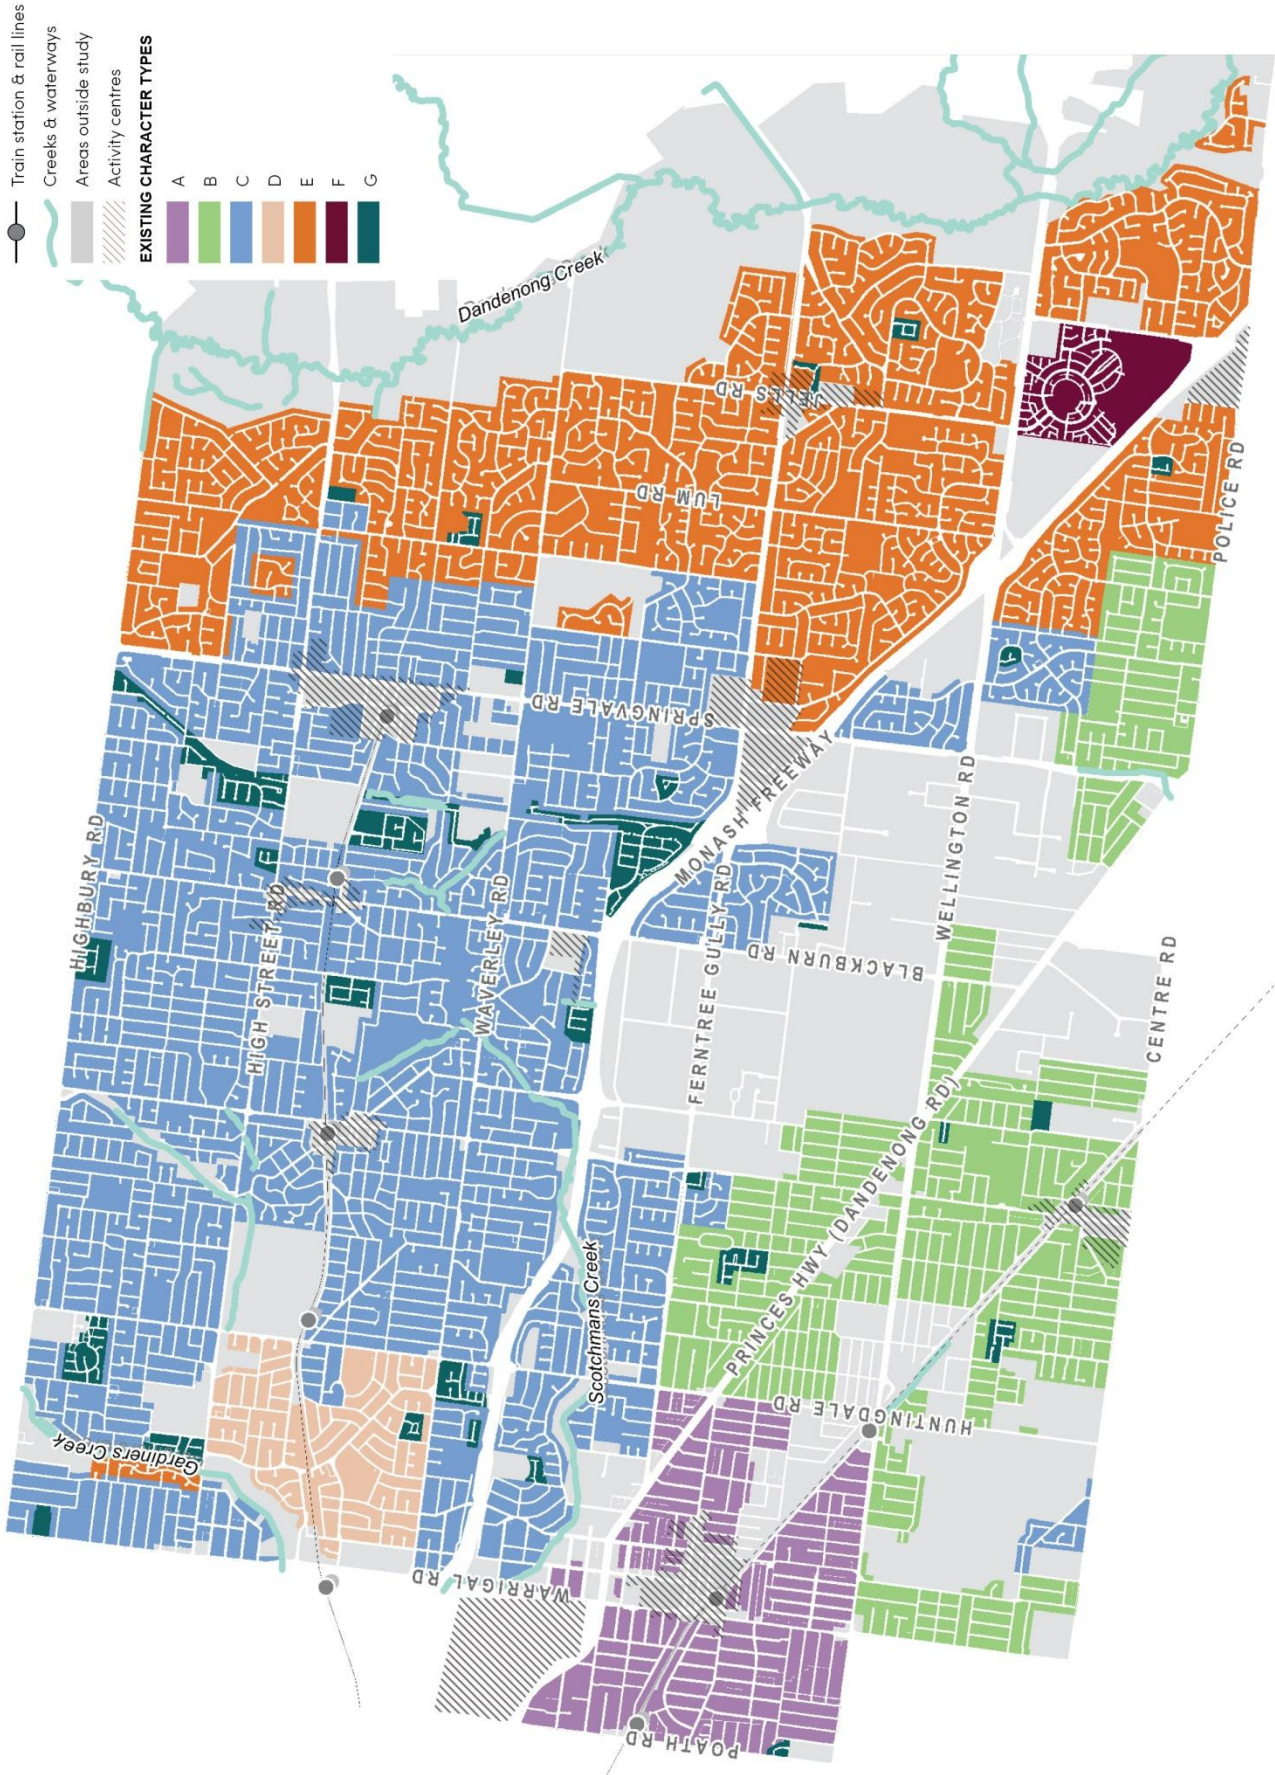 Train station & rail lines
Creeks & waterways
Areas outside study
Activity centres
EXISTING CHARACTER TYPES
A
B
C
D
E
F
G
HIGHBURY RD
HIGH STREET RD
WAVERLEY RD
SPRINGVALE RD
LUM RD
JELLS RD
Dandenong Creek
MONASH FREEWAY
FERNTREE GULLY RD
BLACKBURN RD
WELLINGTON RD
POLICE RD
CENTRE RD
PRINCES HWY (DANDENONG RD)
HUNTINGDALE RD
Scotchmans Creek
Gardiners Creek
WARRIGAL RD
POATH RD